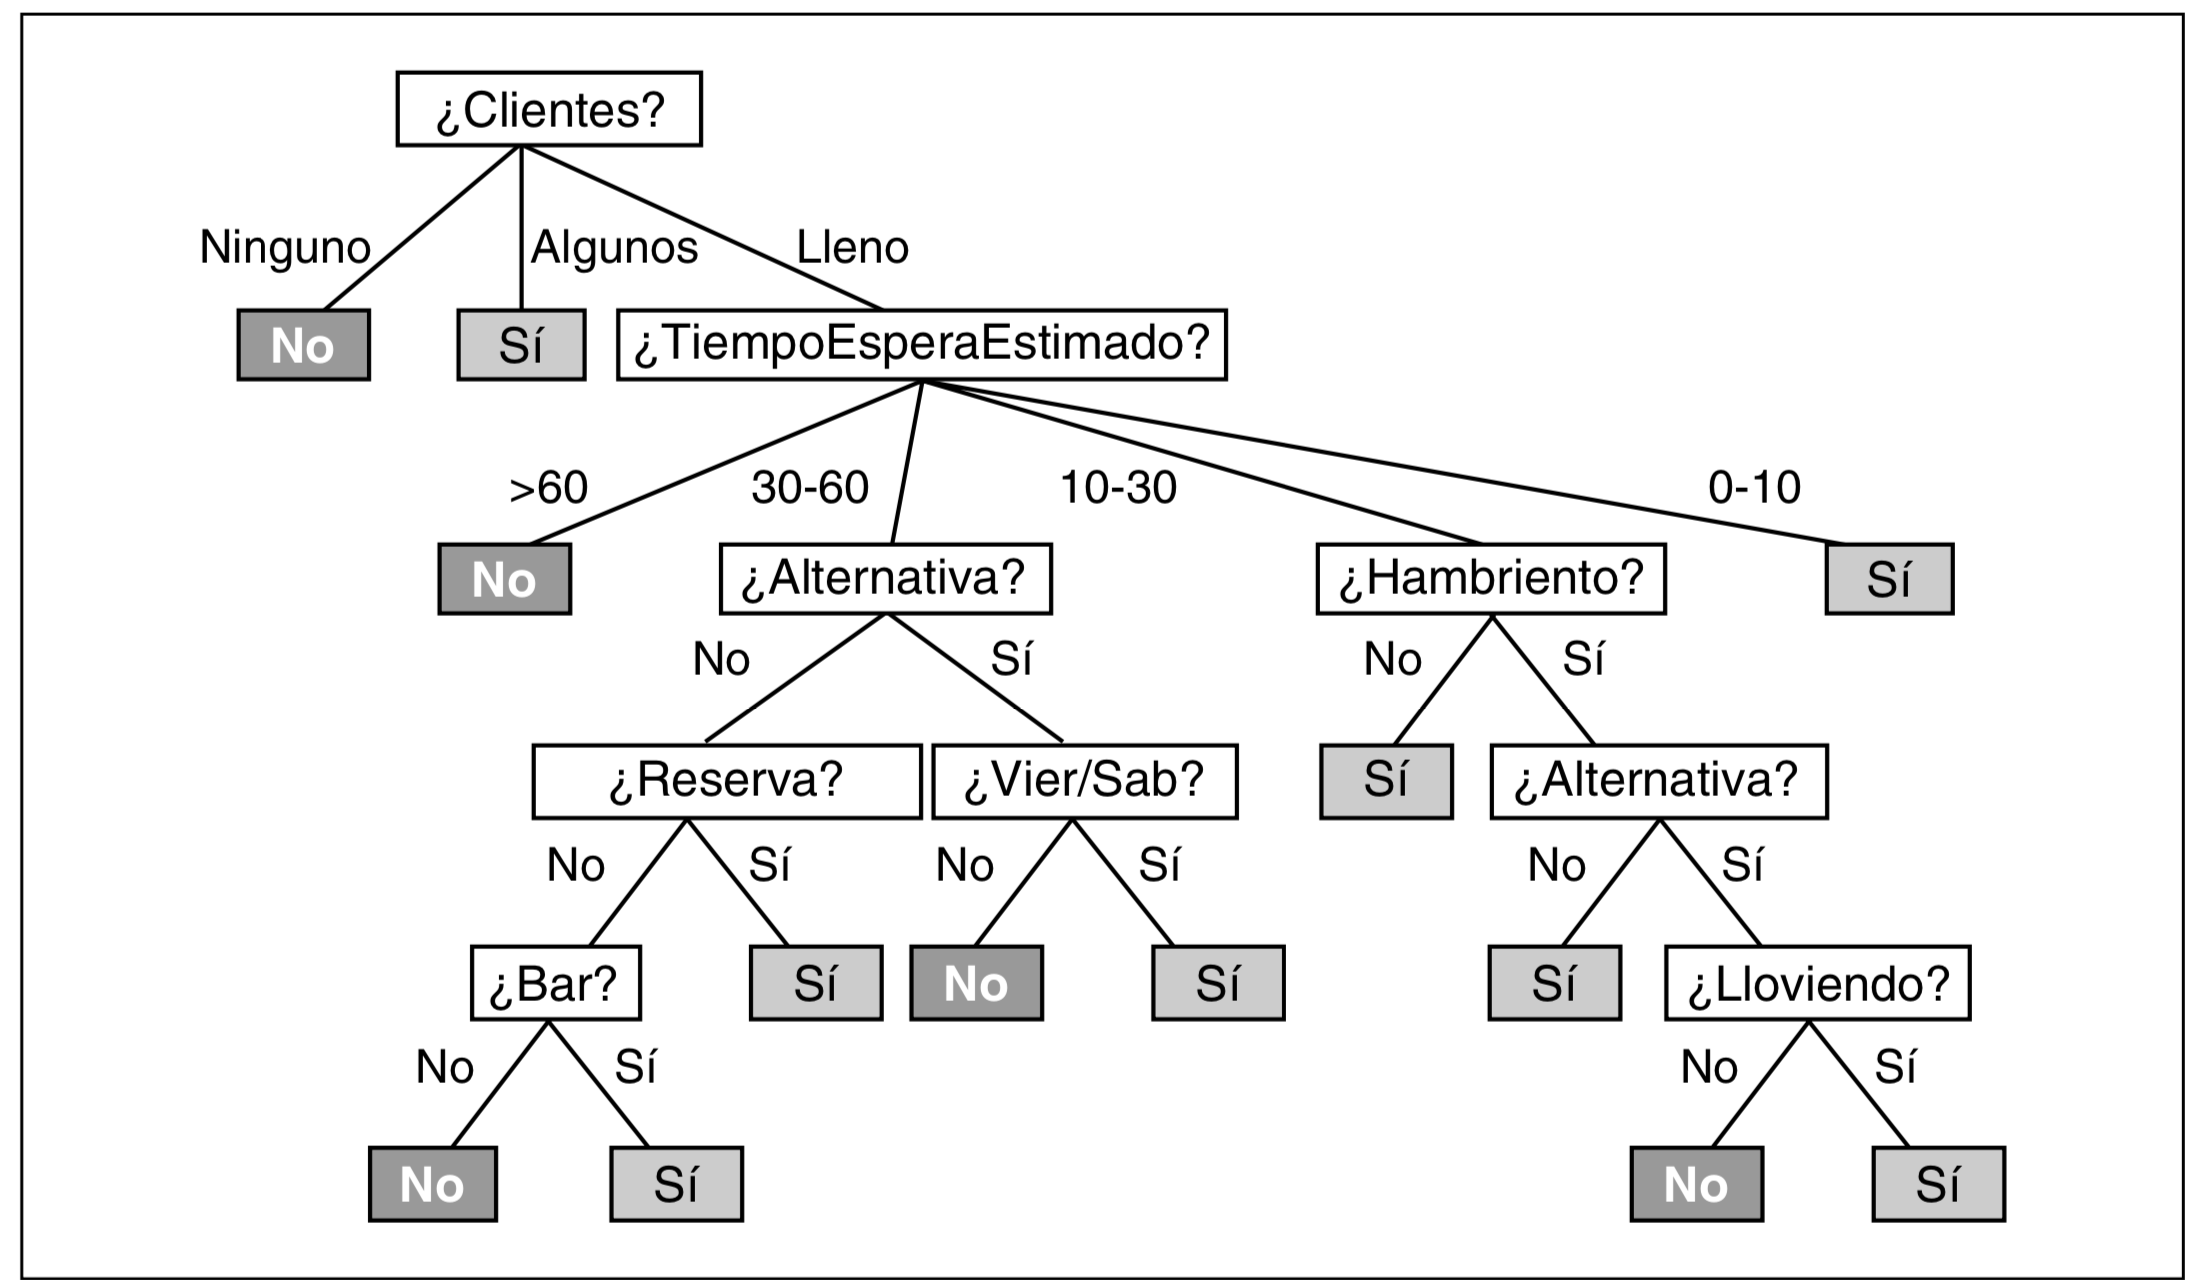 ¿Clientes?
Ninguno
Algunos
Lleno
No
Sí
¿TiempoEsperaEstimado?
>60
30-60
10-30
0-10
No
¿Alternativa?
¿Hambriento?
Sí
No
Sí
No
Sí
¿Reserva?
¿Vier/Sab?
Sí
¿Alternativa?
No
Sí
No
Sí
No
Sí
¿Bar?
Sí
No
Sí
Sí
¿Lloviendo?
No
Sí
No
Sí
No
Sí
No
Sí